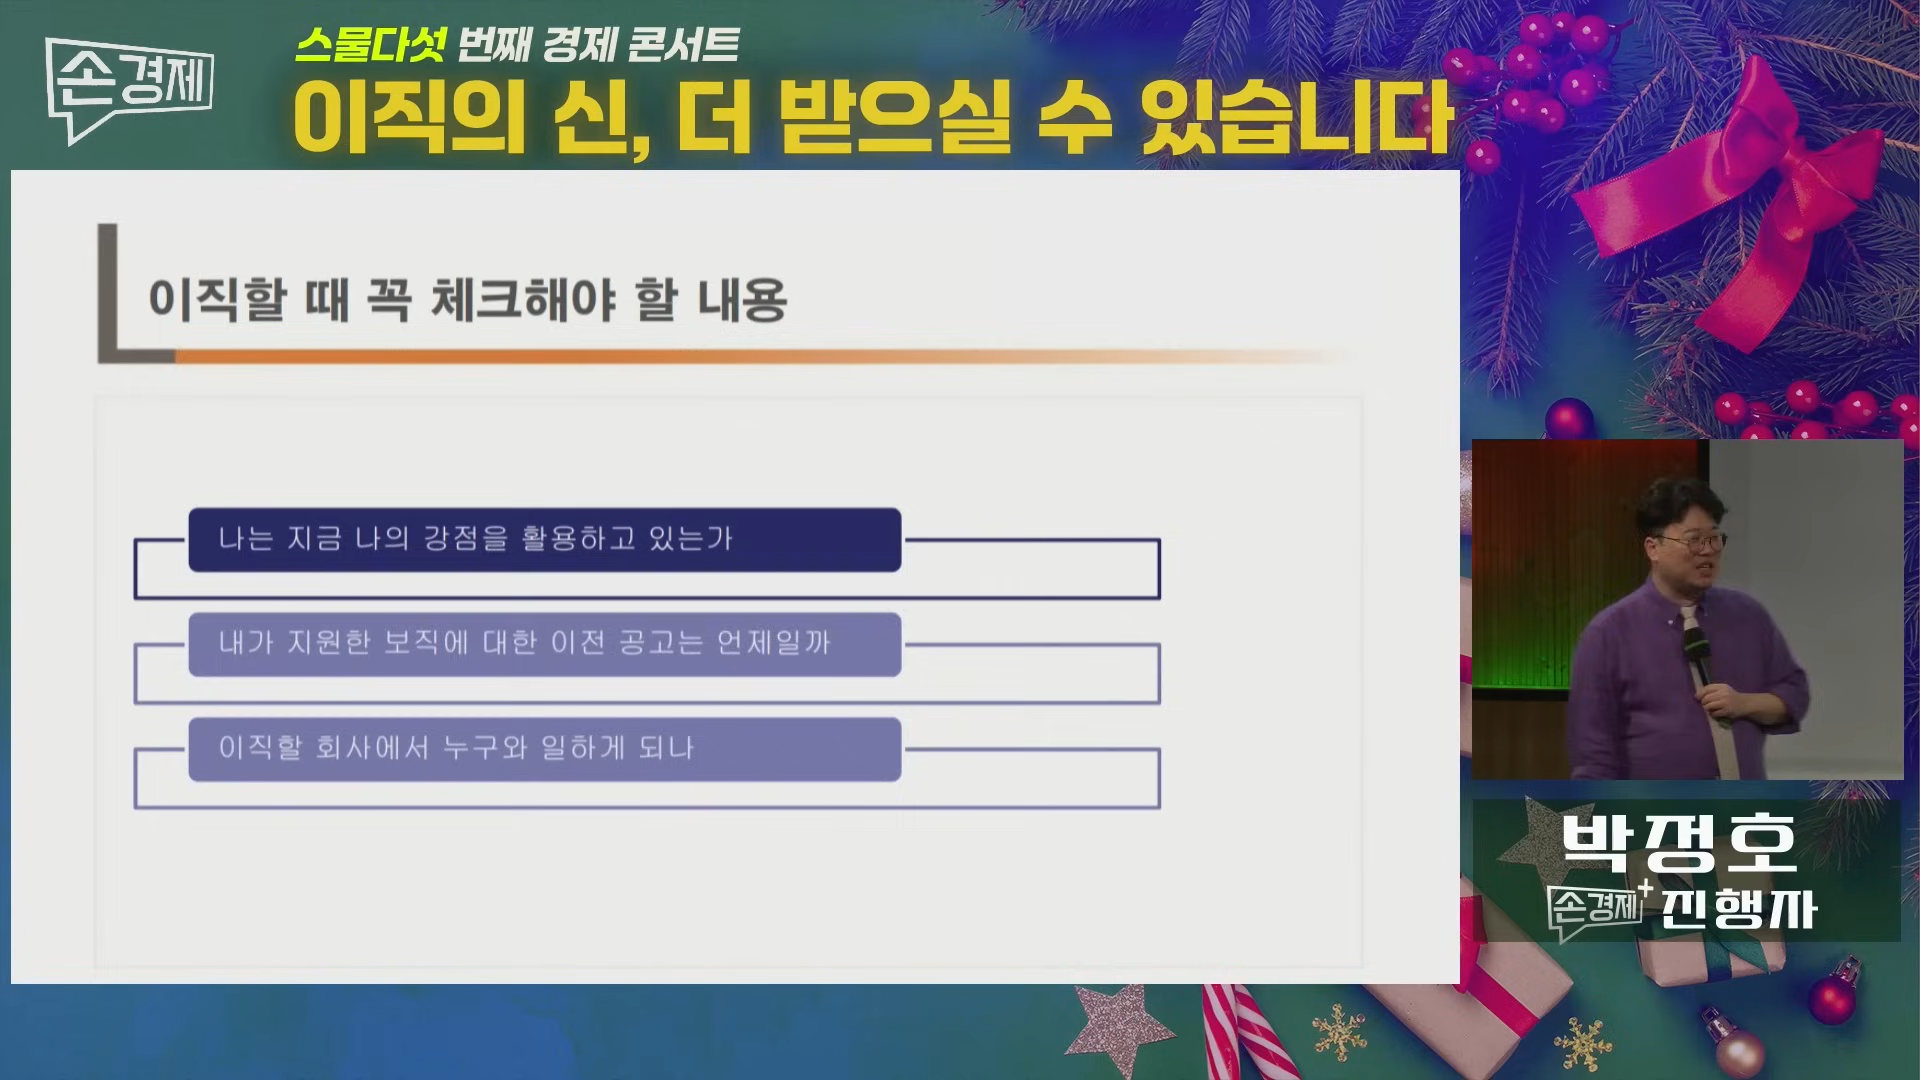 손경제
스물다섯 번째 경제 콘서트
이직의 신, 더 받으실 수 있습니다
이직할 때 꼭 체크해야 할 내용
나는 지금 나의 강점을 활용하고 있는가
내가 지원한 보직에 대한 이전 공고는 언제일까
이직할 회사에서 누구와 일하게 되나
박정호
손경제+ 진행자